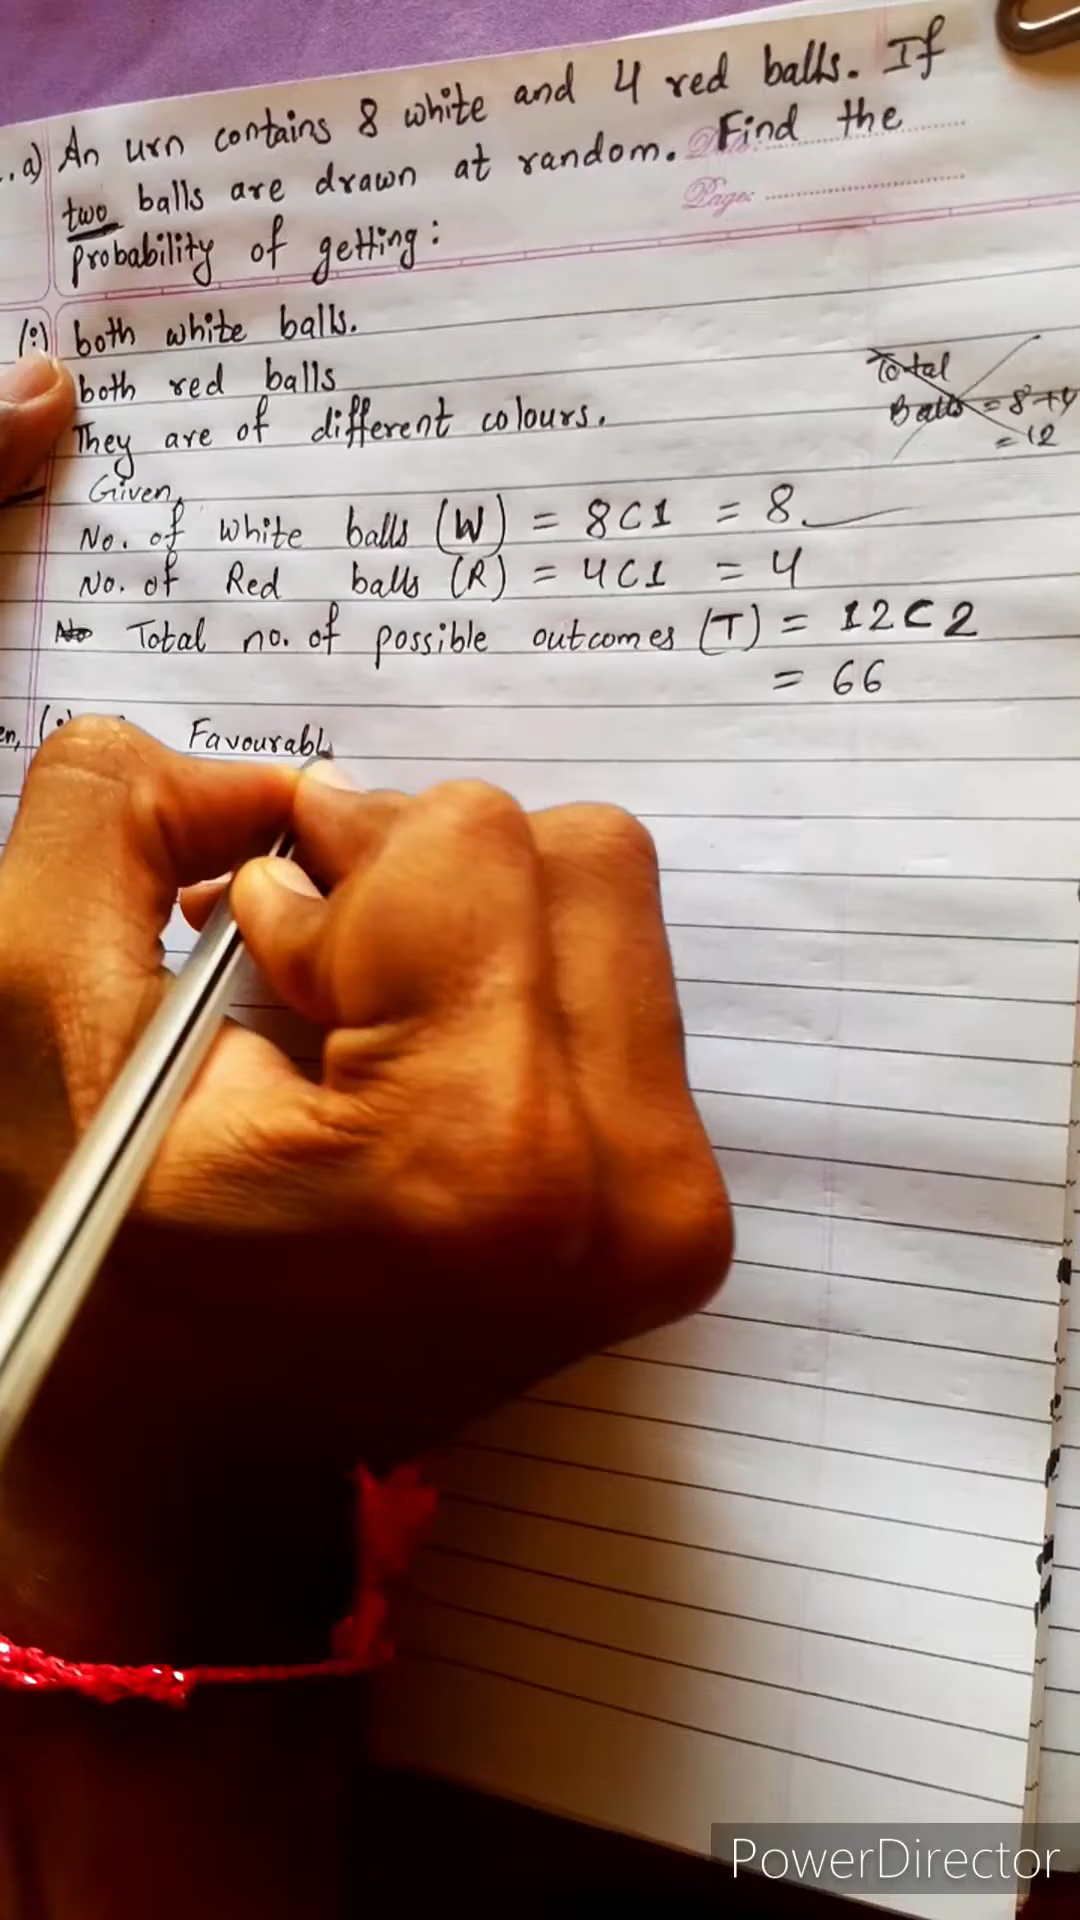 a) An urn contains 8 white and 4 red balls. If
two balls are drawn at random. Find the
Page:
probability of getting:
(i) both white balls.
both red balls
They are of different colours.
Total
Balls = 8+4
= 12
Given,
No. of white balls (W) = 8C1 = 8
No. of Red balls (R) = 4C1 = 4
Total no. of possible outcomes (T) = 12C2
= 66
Favourabl
PowerDirector